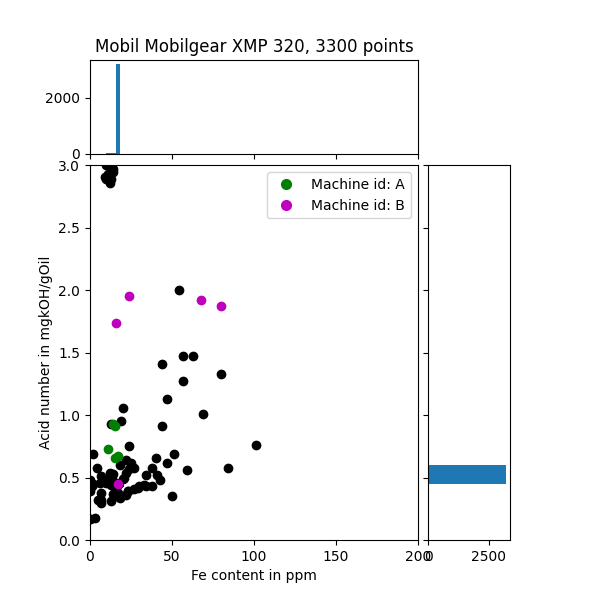 Mobil Mobilgear XMP 320, 3300 points
2000
0
3.0
2.5
2.0
1.5
1.0
0.5
0.0
Acid number in mgkOH/gOil
Machine id: A
Machine id: B
0 50 100 150 200
0 2500
Fe content in ppm